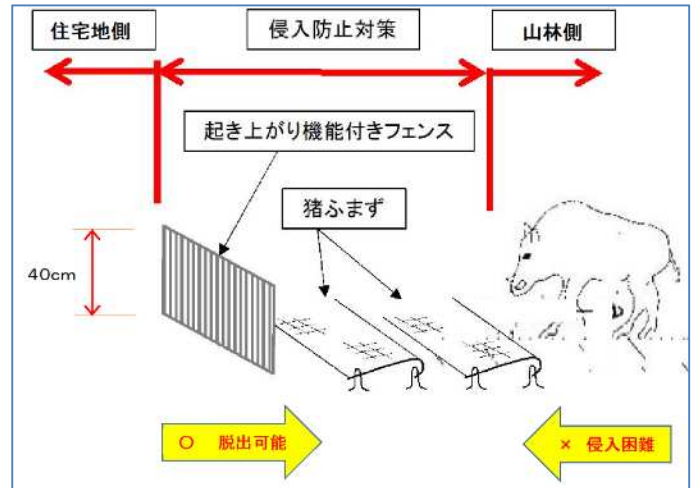 住宅地側
侵入防止対策
山林側
起き上がり機能付きフェンス
猪ふまず
40cm
○ 脱出可能
× 侵入困難